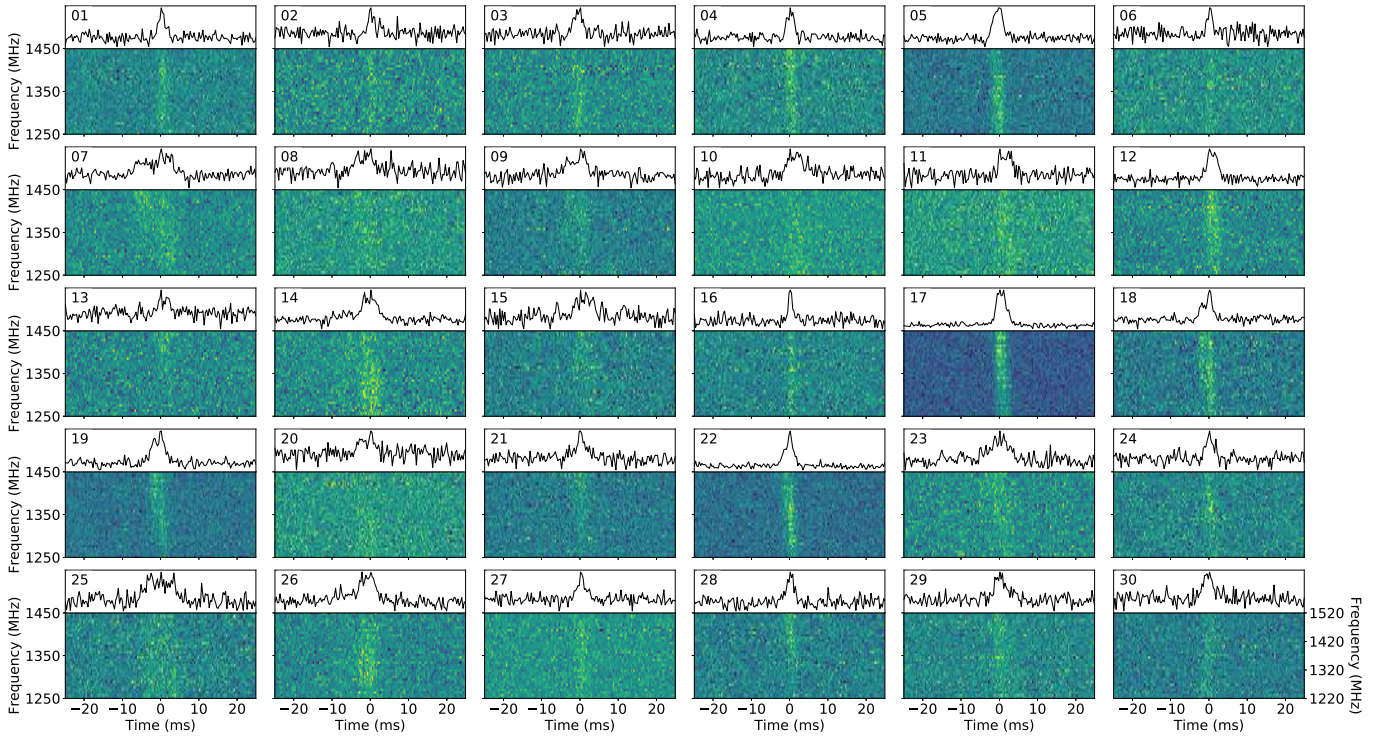 01 02 03 04 05 06
Frequency (MHz) 1450 1350 1250
07 08 09 10 11 12
Frequency (MHz) 1450 1350 1250
13 14 15 16 17 18
Frequency (MHz) 1450 1350 1250
19 20 21 22 23 24
Frequency (MHz) 1450 1350 1250
25 26 27 28 29 30
Frequency (MHz) 1450 1350 1250
1520 1420 1320 1220 Frequency (MHz)
−20 −10 0 10 20 −20 −10 0 10 20 −20 −10 0 10 20 −20 −10 0 10 20 −20 −10 0 10 20 −20 −10 0 10 20
Time (ms) Time (ms) Time (ms) Time (ms) Time (ms) Time (ms)